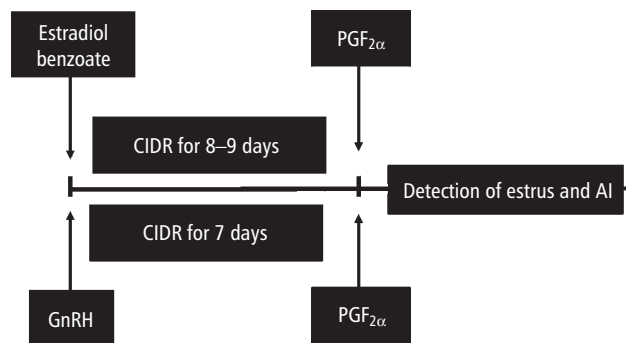 Estradiol
benzoate
PGF2α
CIDR for 8–9 days
Detection of estrus and AI
CIDR for 7 days
GnRH
PGF2α